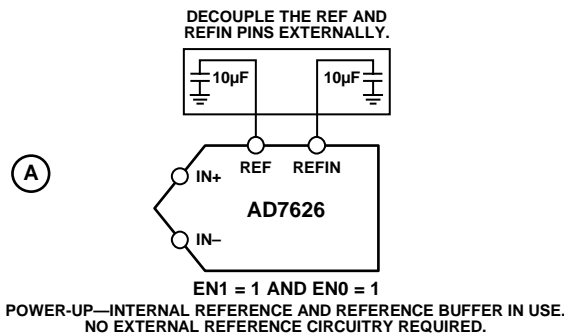 DECOUPLE THE REF AND
REFIN PINS EXTERNALLY.
10µF 10µF
A
REF REFIN
IN+
AD7626
IN–
EN1 = 1 AND EN0 = 1
POWER-UP—INTERNAL REFERENCE AND REFERENCE BUFFER IN USE.
NO EXTERNAL REFERENCE CIRCUITRY REQUIRED.